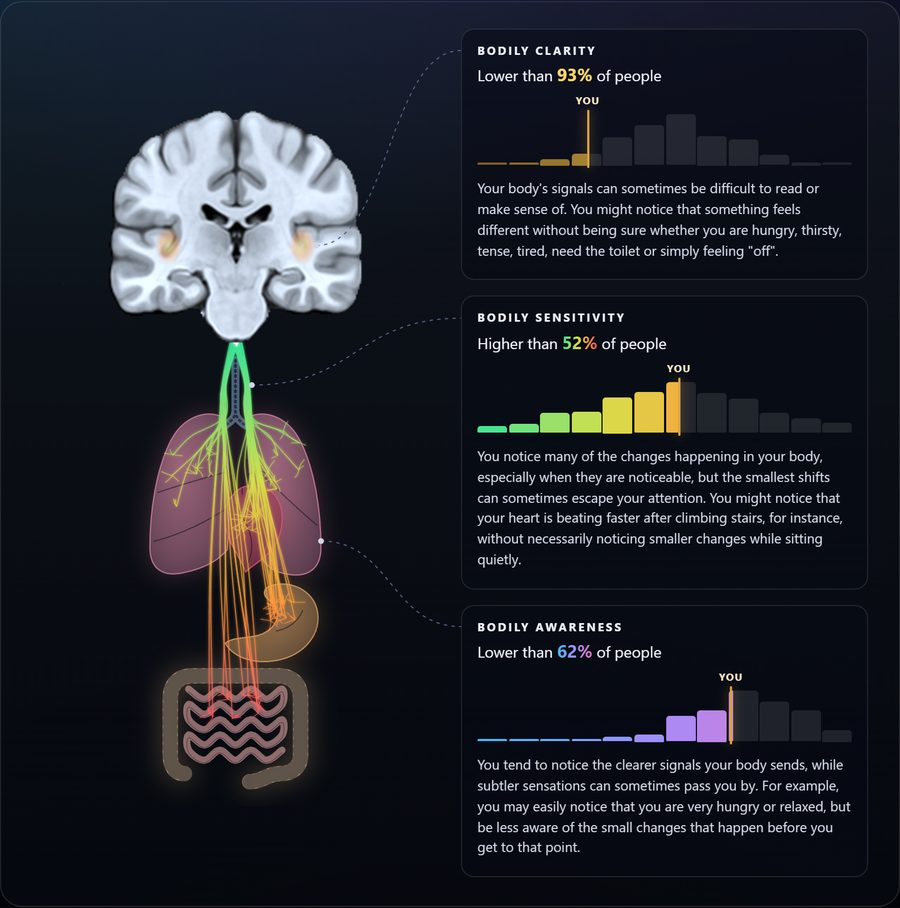 BODILY CLARITY
Lower than 93% of people
YOU
Your body's signals can sometimes be difficult to read or
make sense of. You might notice that something feels
different without being sure whether you are hungry, thirsty,
tense, tired, need the toilet or simply feeling "off".
BODILY SENSITIVITY
Higher than 52% of people
YOU
You notice many of the changes happening in your body,
especially when they are noticeable, but the smallest shifts
can sometimes escape your attention. You might notice that
your heart is beating faster after climbing stairs, for instance,
without necessarily noticing smaller changes while sitting
quietly.
BODILY AWARENESS
Lower than 62% of people
YOU
You tend to notice the clearer signals your body sends, while
subtler sensations can sometimes pass you by. For example,
you may easily notice that you are very hungry or relaxed, but
be less aware of the small changes that happen before you
get to that point.